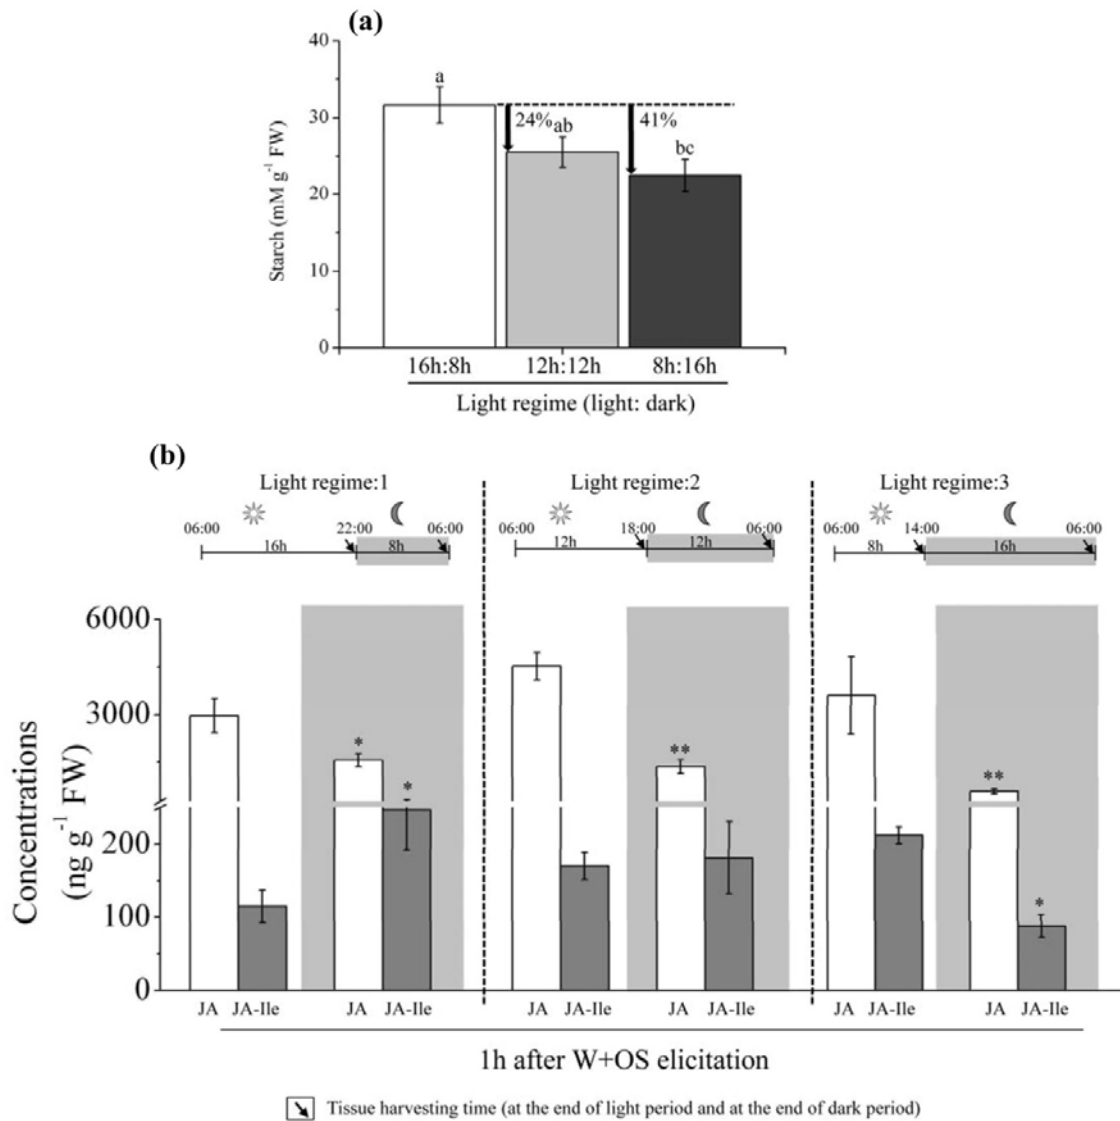 (a)
40
30
20
10
0
Starch (mM g⁻¹ FW)
a
24%
ab
41%
bc
16h:8h 12h:12h 8h:16h
Light regime (light: dark)
(b)
Light regime:1 Light regime:2 Light regime:3
06:00 22:00 06:00 06:00 18:00 06:00 06:00 14:00 06:00
16h 8h 12h 12h 8h 16h
6000
3000
200
100
0
Concentrations
(ng g⁻¹ FW)
* * ** ** *
JA JA-Ile JA JA-Ile JA JA-Ile JA JA-Ile JA JA-Ile JA JA-Ile
1h after W+OS elicitation
Tissue harvesting time (at the end of light period and at the end of dark period)